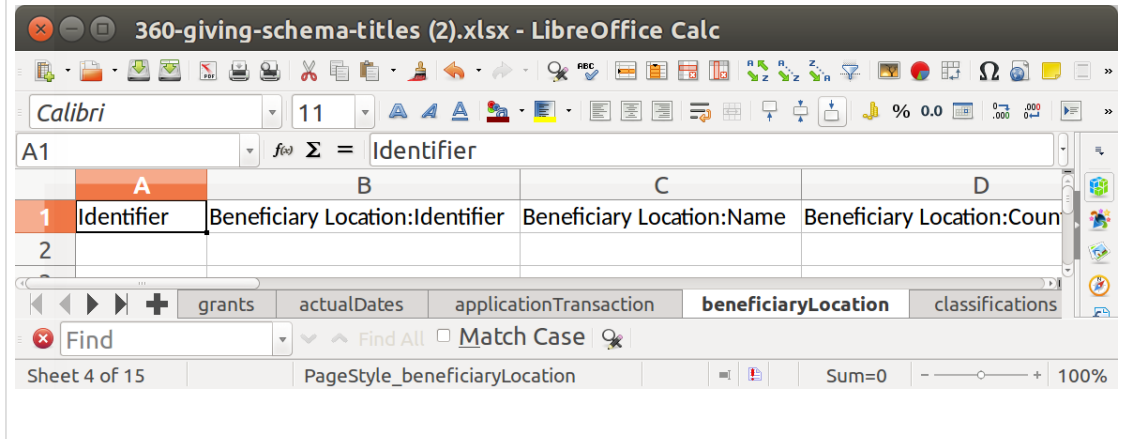 360-giving-schema-titles (2).xlsx - LibreOffice Calc
Calibri 11 % 0.0
A1 f(x) Σ = Identifier
A B C D
1 Identifier Beneficiary Location:Identifier Beneficiary Location:Name Beneficiary Location:Coun
2
grants actualDates applicationTransaction beneficiaryLocation classifications
Find Find All Match Case
Sheet 4 of 15 PageStyle_beneficiaryLocation Sum=0 - + 100%